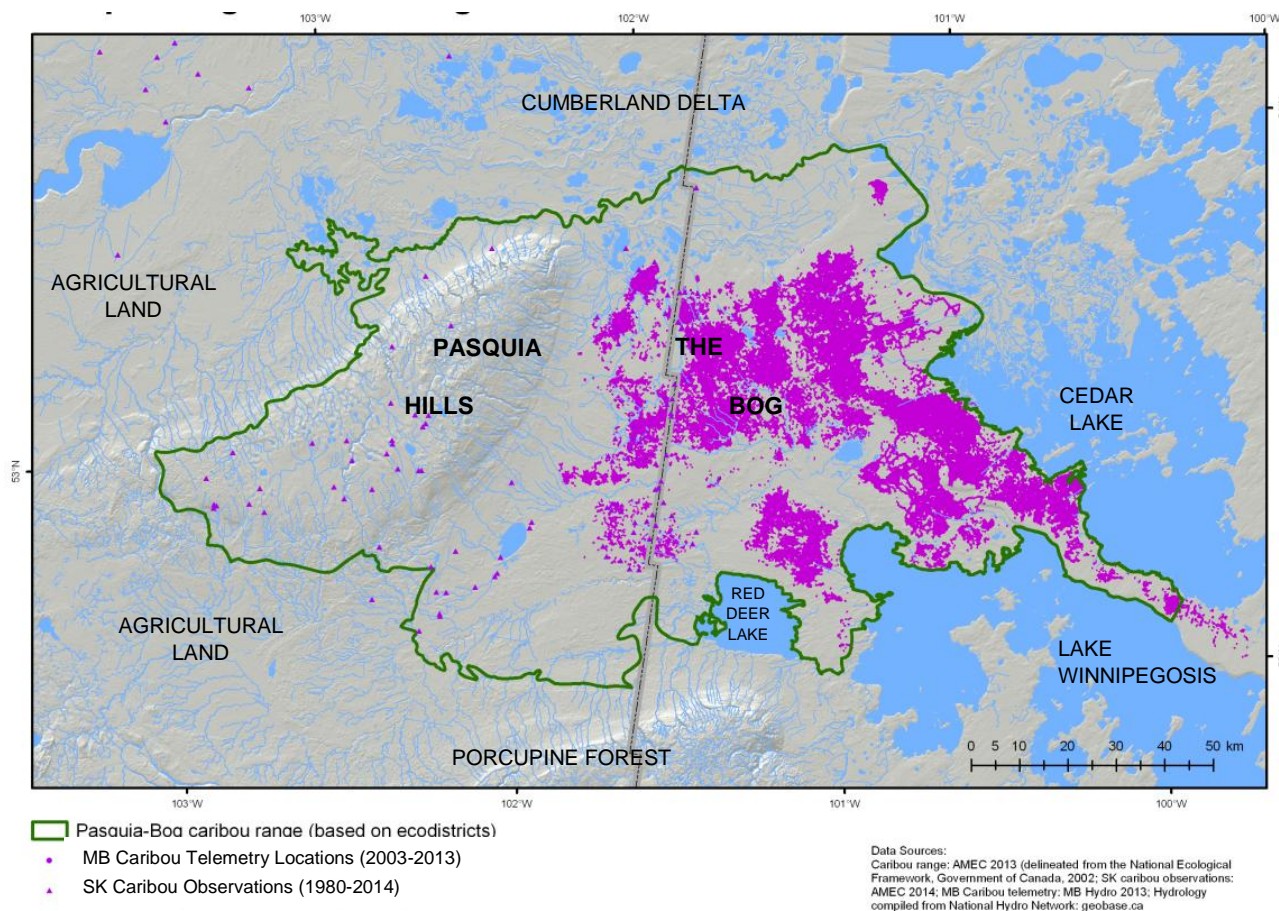 103°W 102°W 101°W 100°W
CUMBERLAND DELTA
AGRICULTURAL
LAND
PASQUIA
HILLS
THE
BOG
CEDAR
LAKE
53°N
AGRICULTURAL
LAND
RED
DEER
LAKE
LAKE
WINNIPEGOSIS
PORCUPINE FOREST
0 5 10 20 30 40 50 km
103°W 102°W 101°W 100°W
Pasquia-Bog caribou range (based on ecodistricts)
MB Caribou Telemetry Locations (2003-2013)
SK Caribou Observations (1980-2014)
Data Sources:
Caribou range: AMEC 2013 (delineated from the National Ecological
Framework, Government of Canada, 2002; SK caribou observations:
AMEC 2014; MB Caribou telemetry: MB Hydro 2013; Hydrology
compiled from National Hydro Network: geobase.ca